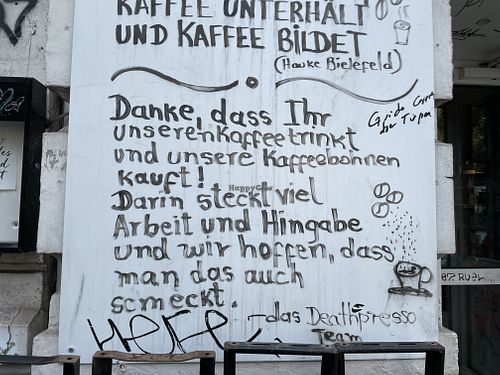 KAFFEE UNTERHÄLT
UND KAFFEE BILDET
(Hauke Bielefeld)
Danke, dass Ihr
unseren Kaffee trinkt
und unsere Kaffeebohnen
kauft!
Darin steckt viel
Arbeit und Hingabe
und wir hoffen, dass
man das auch
schmeckt.
-das Deathpresso
Team
HappyCow